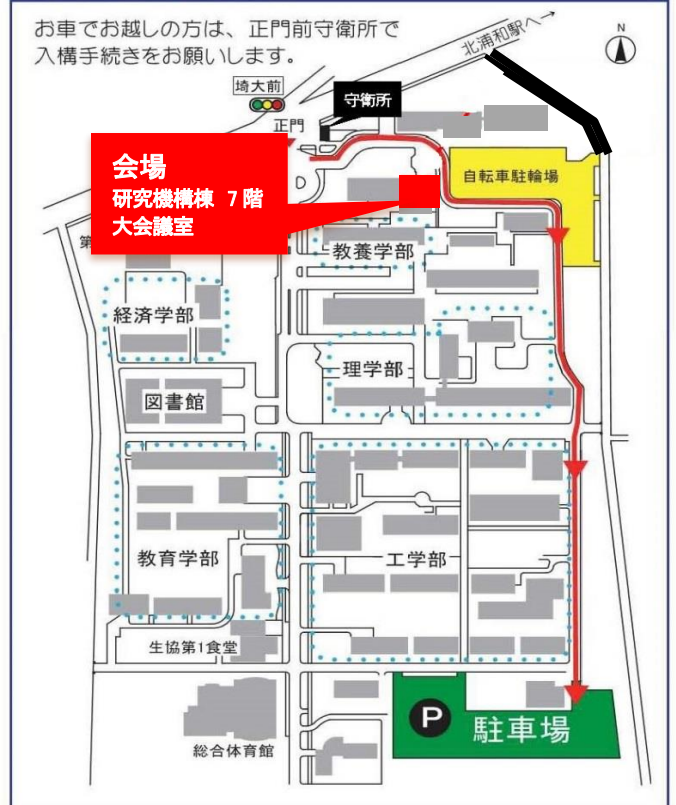 お車でお越しの方は、正門前守衛所で
入構手続きをお願いします。
北浦和駅へ→
N
埼大前
守衛所
正門
会場
研究機構棋 7階
大会議室
自転車駐輪場
第
教養学部
経済学部
理学部
図書館
教育学部
工学部
生協第1食堂
総合体育館
P
駐車場